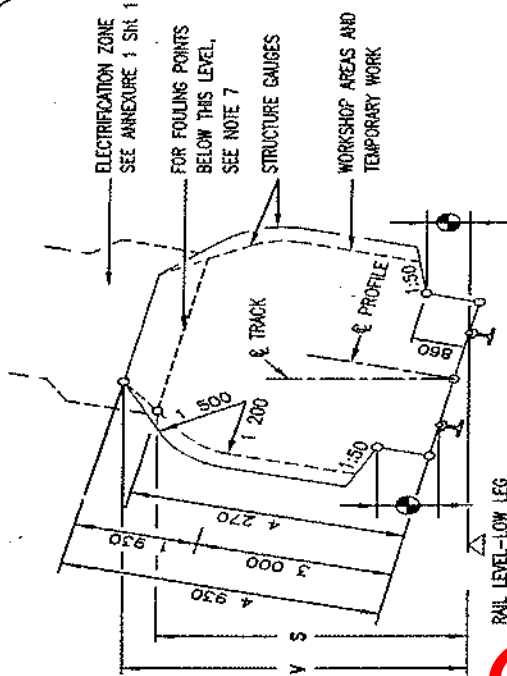 ELECTRIFICATION ZONE
SEE ANNEXURE 1 Sht 1
FOR FOULING POINTS
BELOW THIS LEVEL,
SEE NOTE 7
STRUCTURE GAUGES
WORKSHOP AREAS AND
TEMPORARY WORK
1 500
1 200
℄ TRACK
℄ PROFILE
1:50
1:50
860
4 270
1 930
3 000
4 930
S
V
RAIL LEVEL-LOW LEG